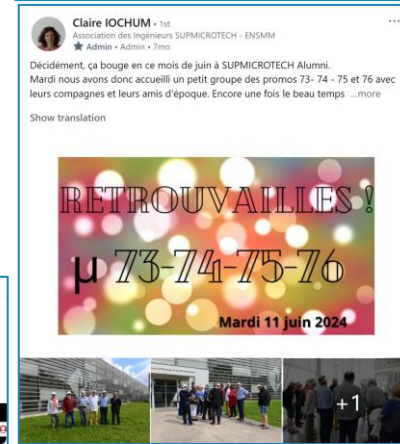 Claire IOCHUM • 1st
Association des Ingénieurs SUPMICROTECH - ENSMM
Admin • Admin • 7mo
Décidément, ça bouge en ce mois de juin à SUPMICROTECH Alumni.
Mardi nous avons donc accueilli un petit groupe des promos 73- 74 - 75 et 76 avec
leurs compagnes et leurs amis d'époque. Encore une fois le beau temps ...more
Show translation
RETROUVAILLES !
µ 73-74-75-76
Mardi 11 juin 2024
+1